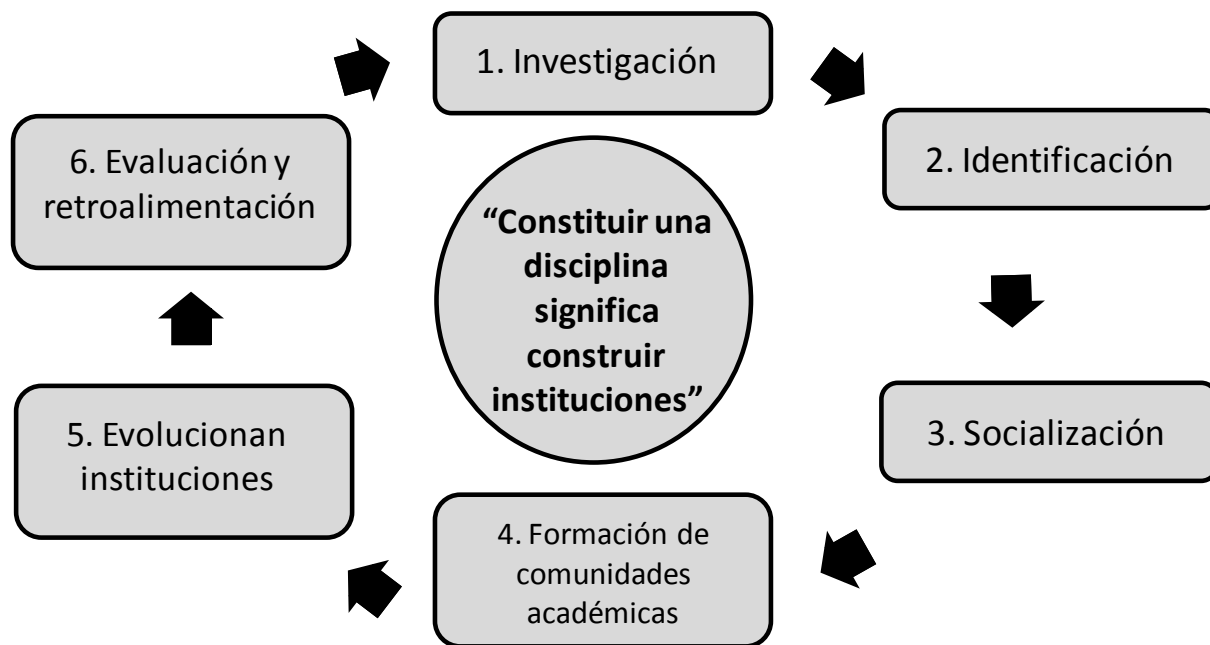 1. Investigación
2. Identificación
3. Socialización
4. Formación de
comunidades
académicas
5. Evolucionan
instituciones
6. Evaluación y
retroalimentación
“Constituir una
disciplina
significa
construir
instituciones”